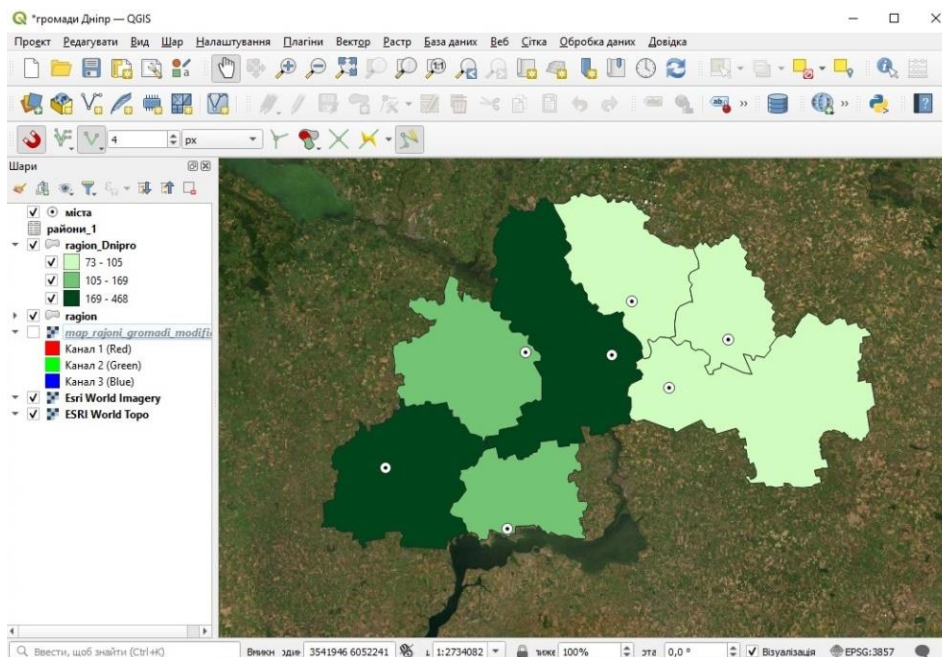 *громади Дніпр — QGIS
Проєкт Редагувати Вид Шар Налаштування Плагіни Вектор Растр База даних Веб Сітка Обробка даних Довідка
4 px
Шари
міста
райони_1
ragion_Dnipro
73 - 105
105 - 169
169 - 468
ragion
map_rajoni_gromadi_modifi
Канал 1 (Red)
Канал 2 (Green)
Канал 3 (Blue)
Esri World Imagery
ESRI World Topo
Ввести, щоб знайти (Ctrl+K) 3541946 6052241 1:2734082 100% 0,0 ° Візуалізація EPSG:3857